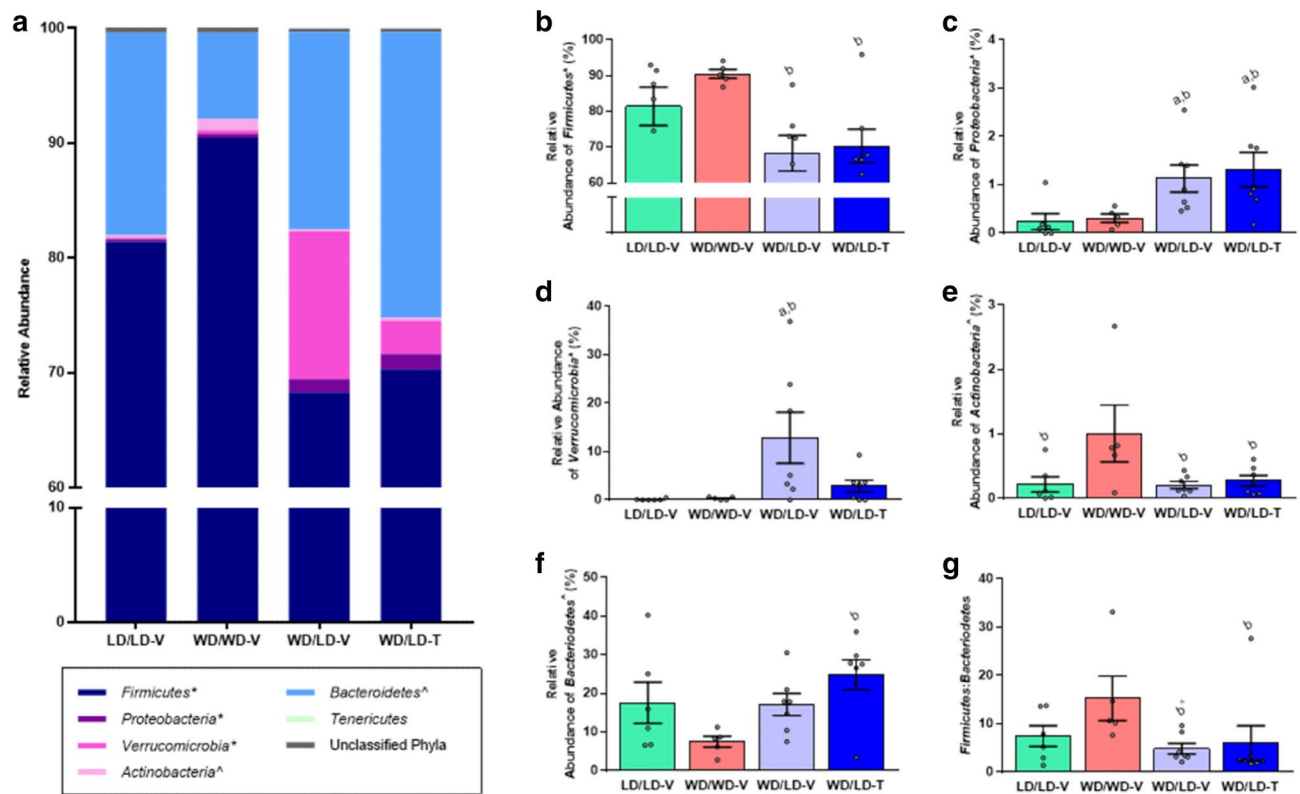 a
100
90
80
70
60
10
0
Relative Abundance
LD/LD-V WD/WD-V WD/LD-V WD/LD-T
Firmicutes*
Proteobacteria*
Verrucomicrobia*
Actinobacteria^
Bacteroidetes^
Tenericutes
Unclassified Phyla
b
Relative
Abundance of Firmicutes* (%)
100
90
80
70
60
b
b
LD/LD-V WD/WD-V WD/LD-V WD/LD-T
c
Relative
Abundance of Proteobacteria* (%)
4
3
2
1
0
a,b
a,b
LD/LD-V WD/WD-V WD/LD-V WD/LD-T
d
Relative Abundance
of Verrucomicrobia* (%)
40
30
20
10
0
a,b
LD/LD-V WD/WD-V WD/LD-V WD/LD-T
e
Relative
Abundance of Actinobacteria^ (%)
3
2
1
0
b
b
b
LD/LD-V WD/WD-V WD/LD-V WD/LD-T
f
Relative
Abundance of Bacteriodetes^ (%)
50
40
30
20
10
0
b
LD/LD-V WD/WD-V WD/LD-V WD/LD-T
g
Firmicutes:Bacteriodetes
40
30
20
10
0
b
b
LD/LD-V WD/WD-V WD/LD-V WD/LD-T